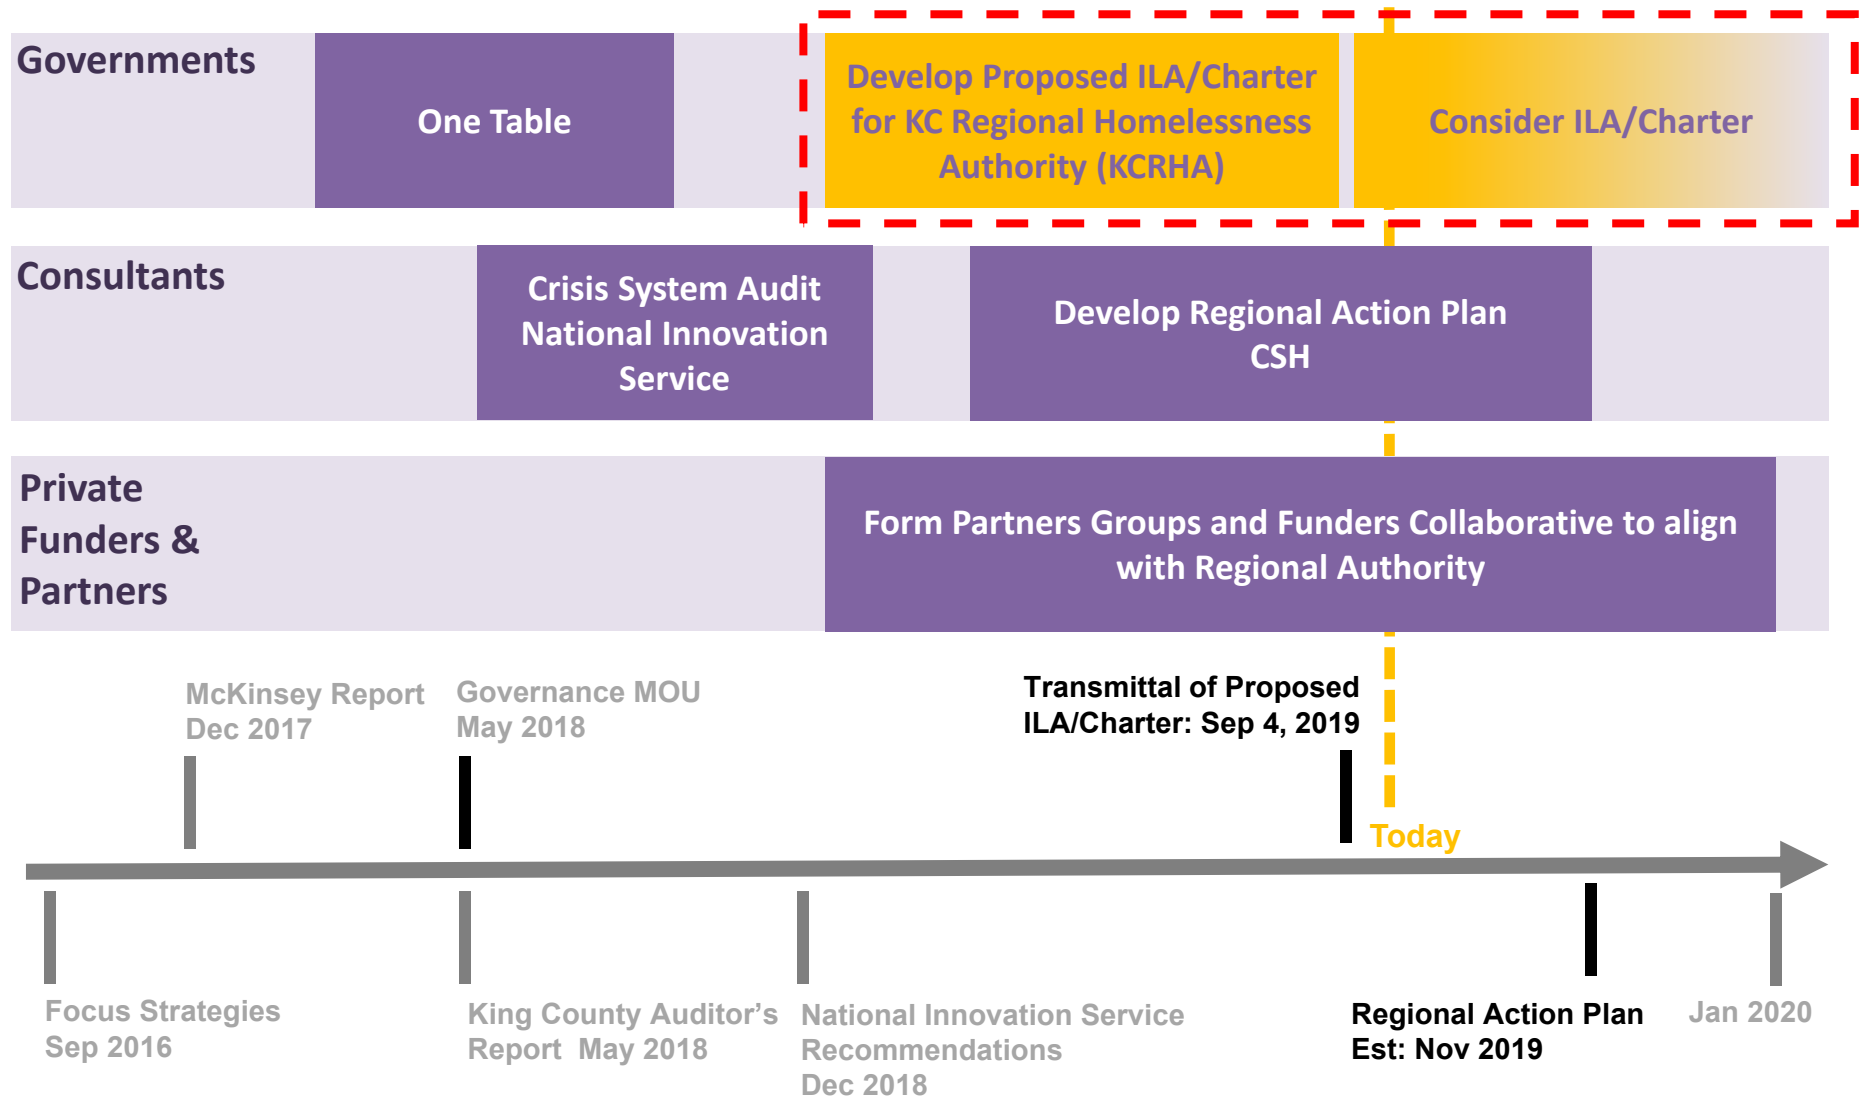 Governments
One Table
Develop Proposed ILA/Charter
for KC Regional Homelessness
Authority (KCRHA)
Consider ILA/Charter
Consultants
Crisis System Audit
National Innovation
Service
Develop Regional Action Plan
CSH
Private
Funders &
Partners
Form Partners Groups and Funders Collaborative to align
with Regional Authority
McKinsey Report
Dec 2017
Governance MOU
May 2018
Transmittal of Proposed
ILA/Charter: Sep 4, 2019
Today
Focus Strategies
Sep 2016
King County Auditor’s
Report  May 2018
National Innovation Service
Recommendations
Dec 2018
Regional Action Plan
Est: Nov 2019
Jan 2020